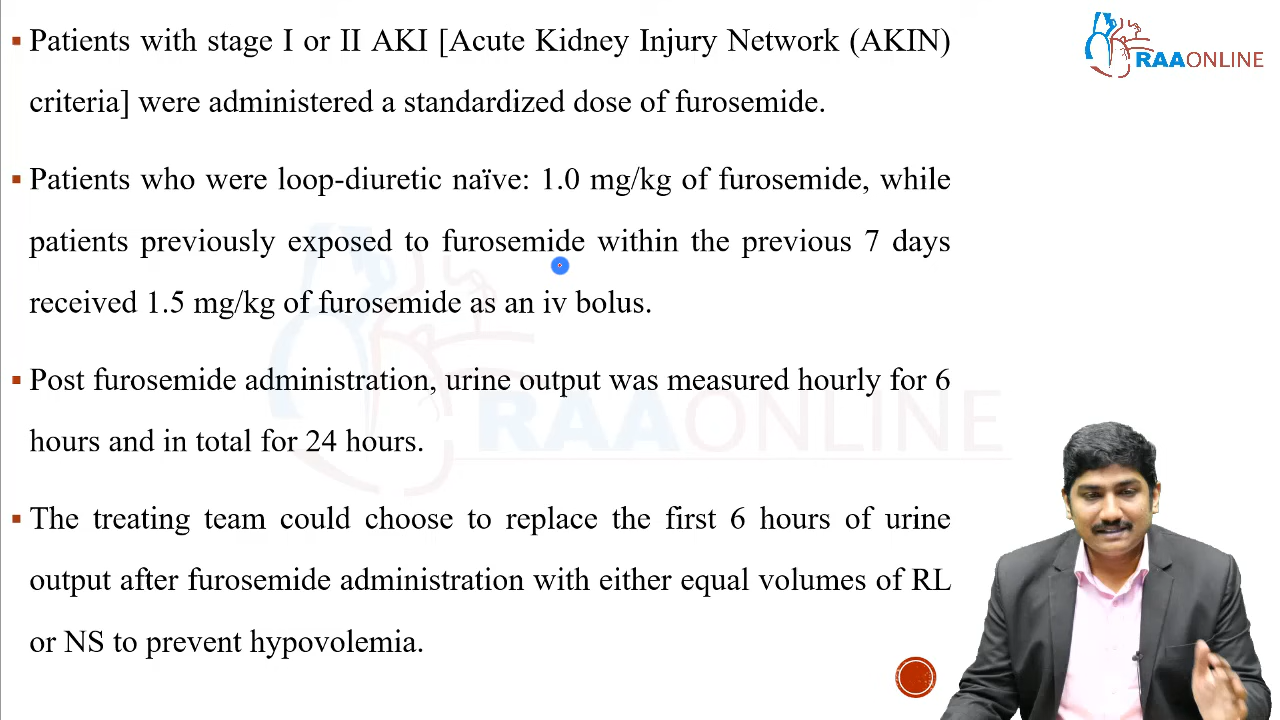 Patients with stage I or II AKI [Acute Kidney Injury Network (AKIN)
criteria] were administered a standardized dose of furosemide.
Patients who were loop-diuretic naïve: 1.0 mg/kg of furosemide, while
patients previously exposed to furosemide within the previous 7 days
received 1.5 mg/kg of furosemide as an iv bolus.
Post furosemide administration, urine output was measured hourly for 6
hours and in total for 24 hours.
The treating team could choose to replace the first 6 hours of urine
output after furosemide administration with either equal volumes of RL
or NS to prevent hypovolemia.
RAAONLINE
RAAONLINE